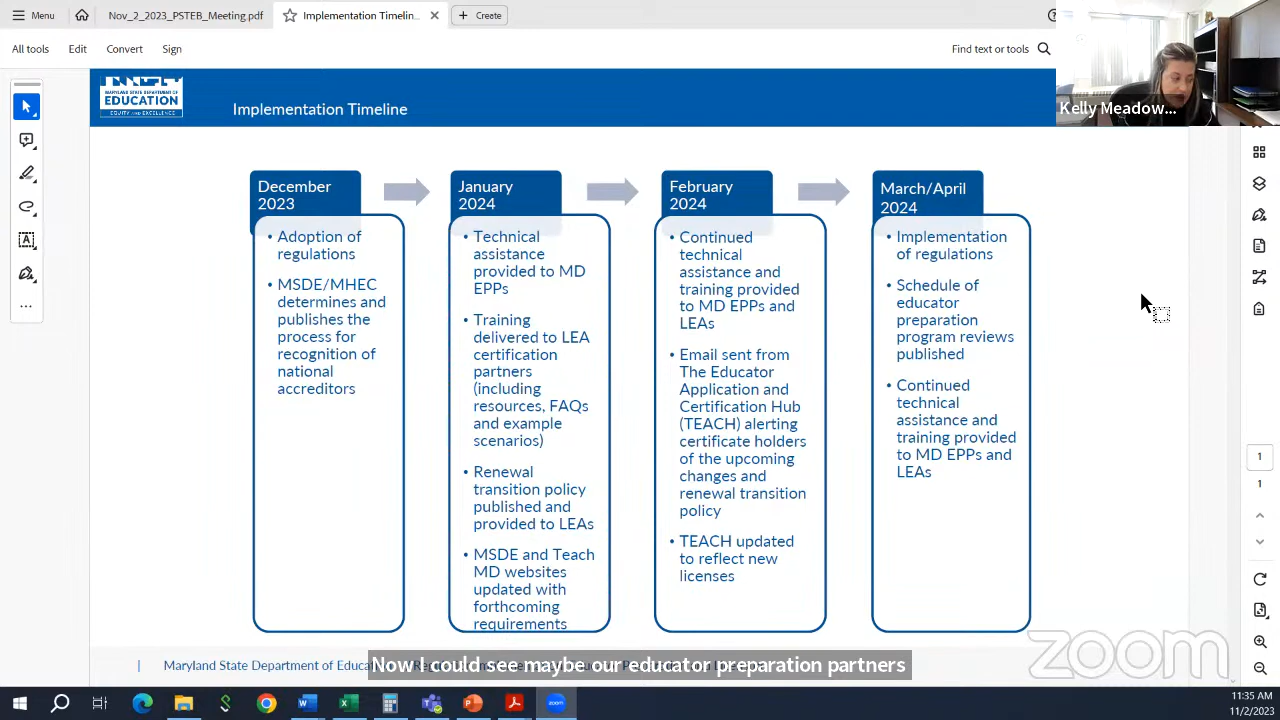 Menu
Nov_2_2023_PSTEB_Meeting.pdf
Implementation Timelin...
Create
All tools
Edit
Convert
Sign
Find text or tools
Kelly Meadow...
MARYLAND STATE DEPARTMENT OF
EDUCATION
EQUITY AND EXCELLENCE
Implementation Timeline
December
2023
• Adoption of
regulations
• MSDE/MHEC
determines and
publishes the
process for
recognition of
national
accreditors
January
2024
• Technical
assistance
provided to MD
EPPs
• Training
delivered to LEA
certification
partners
(including
resources, FAQs
and example
scenarios)
• Renewal
transition policy
published and
provided to LEAs
• MSDE and Teach
MD websites
updated with
forthcoming
requirements
February
2024
• Continued
technical
assistance and
training provided
to MD EPPs and
LEAs
• Email sent from
The Educator
Application and
Certification Hub
(TEACH) alerting
certificate holders
of the upcoming
changes and
renewal transition
policy
• TEACH updated
to reflect new
licenses
March/April
2024
• Implementation
of regulations
• Schedule of
educator
preparation
program reviews
published
• Continued
technical
assistance and
training provided
to MD EPPs and
LEAs
1
1
| Maryland State Department of
Now I could see maybe our educator preparation partners
zoom
11:35 AM
11/2/2023